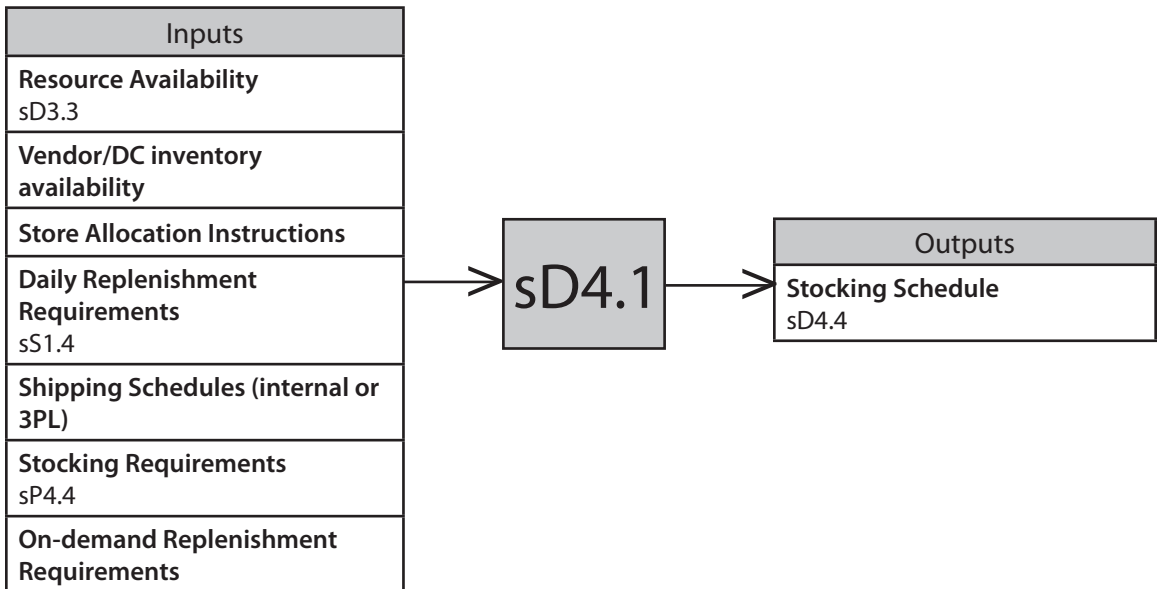 Inputs
Resource Availability
sD3.3
Vendor/DC inventory
availability
Store Allocation Instructions
Daily Replenishment
Requirements
sS1.4
Shipping Schedules (internal or
3PL)
Stocking Requirements
sP4.4
On-demand Replenishment
Requirements
sD4.1
Outputs
Stocking Schedule
sD4.4